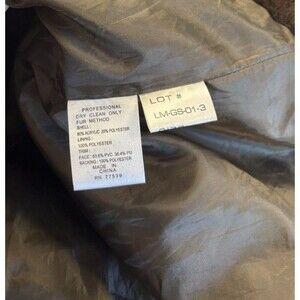 PROFESSIONAL
DRY CLEAN ONLY
FUR METHOD
SHELL:
80% ACRYLIC 20% POLYESTER
LINING:
100% POLYESTER
TRIM:
FACE: 63.6% PVC 36.4% PU
BACKING: 100% POLYESTER
MADE IN
CHINA
RN 77539
LOT #
LM-GS-01-3